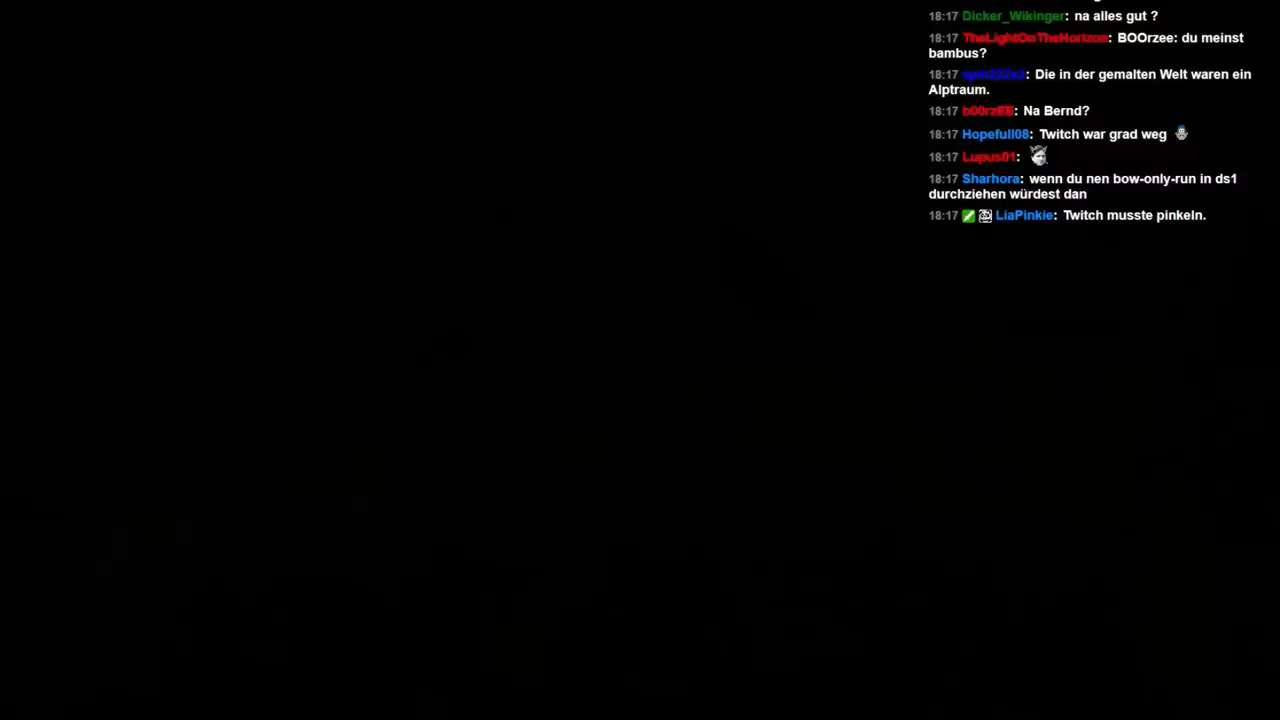 18:17 Dicker_Wikinger: na alles gut ?
18:17 TheLightOnTheHorizon: BOOrzee: du meinst
bambus?
18:17 Die in der gemalten Welt waren ein
Alptraum.
18:17 b00rzEE: Na Bernd?
18:17 Hopefull08: Twitch war grad weg
18:17 Lupus01:
18:17 Sharhora: wenn du nen bow-only-run in ds1
durchziehen würdest dan
18:17 LiaPinkie: Twitch musste pinkeln.